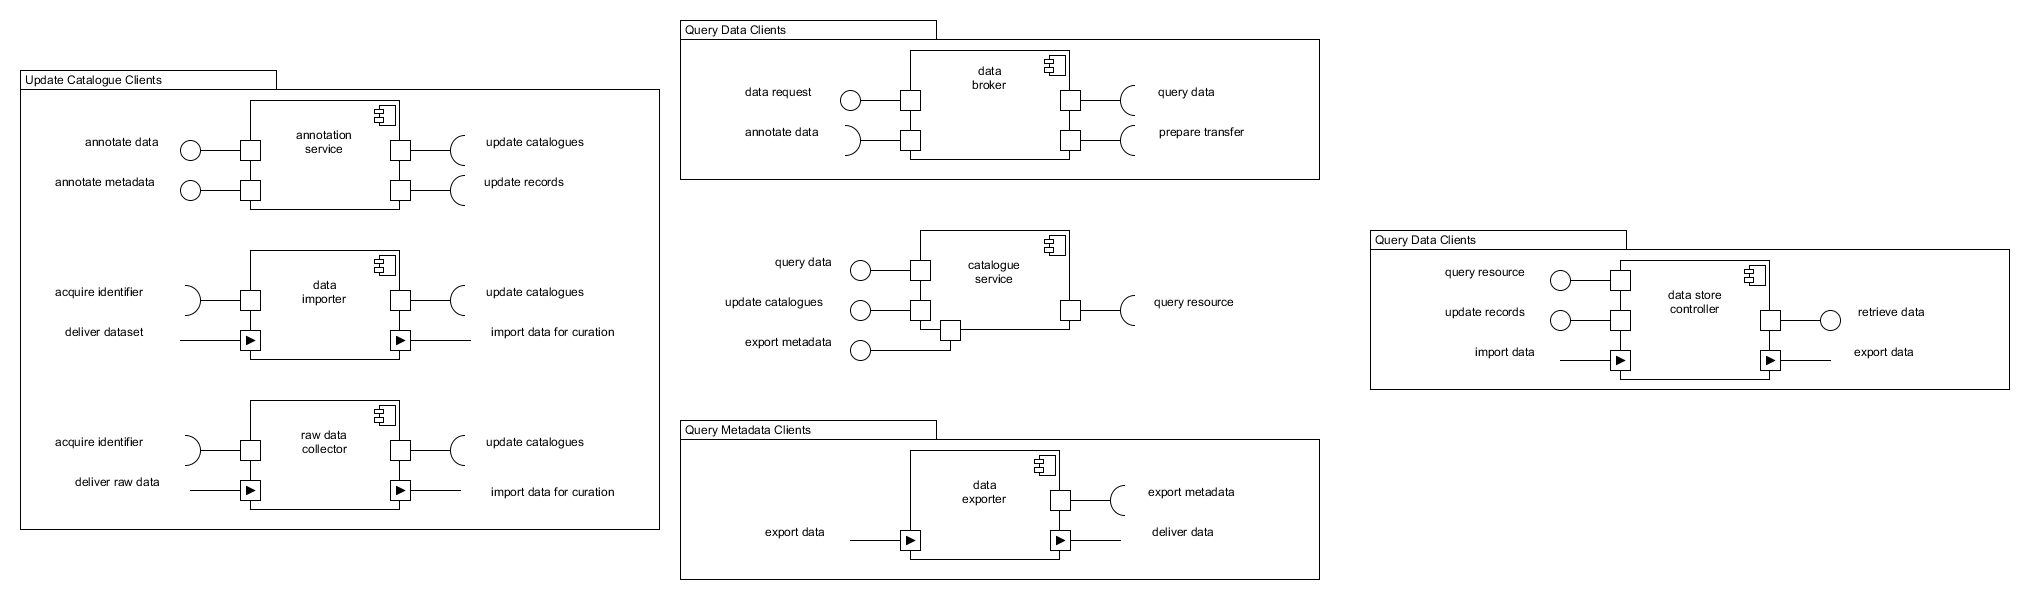 Update Catalogue Clients
annotate data
annotate metadata
annotation
service
update catalogues
update records
acquire identifier
deliver dataset
data
importer
update catalogues
import data for curation
acquire identifier
deliver raw data
raw data
collector
update catalogues
import data for curation
Query Data Clients
data request
annotate data
data
broker
query data
prepare transfer
query data
update catalogues
export metadata
catalogue
service
query resource
Query Metadata Clients
export data
data
exporter
export metadata
deliver data
Query Data Clients
query resource
update records
import data
data store
controller
retrieve data
export data